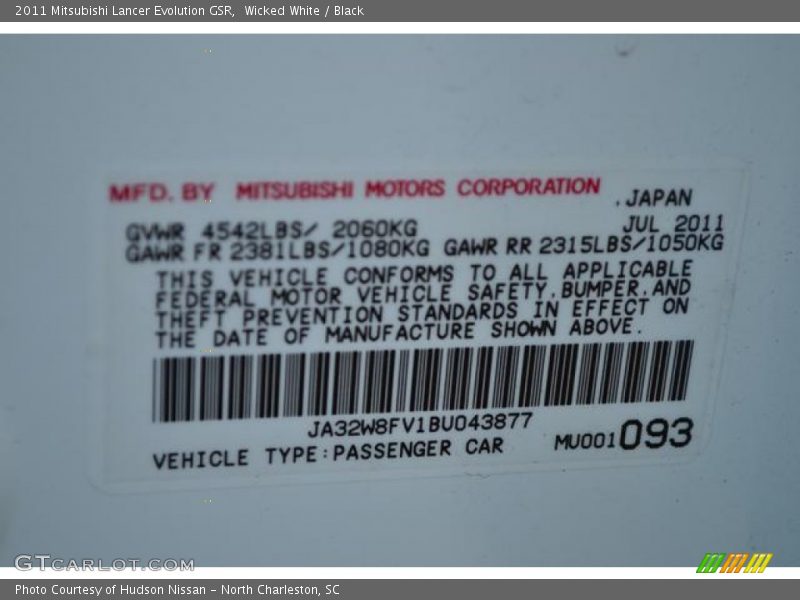 2011 Mitsubishi Lancer Evolution GSR,  Wicked White / Black
MFD. BY MITSUBISHI MOTORS CORPORATION
, JAPAN
GVWR 4542LBS/ 2060KG JUL 2011
GAWR FR 2381LBS/1080KG GAWR RR 2315LBS/1050KG
THIS VEHICLE CONFORMS TO ALL APPLICABLE
FEDERAL MOTOR VEHICLE SAFETY,BUMPER,AND
THEFT PREVENTION STANDARDS IN EFFECT ON
THE DATE OF MANUFACTURE SHOWN ABOVE.
JA32W8FV1BU043877
VEHICLE TYPE:PASSENGER CAR MU001093
GTCARLOT.COM
Photo Courtesy of Hudson Nissan - North Charleston, SC